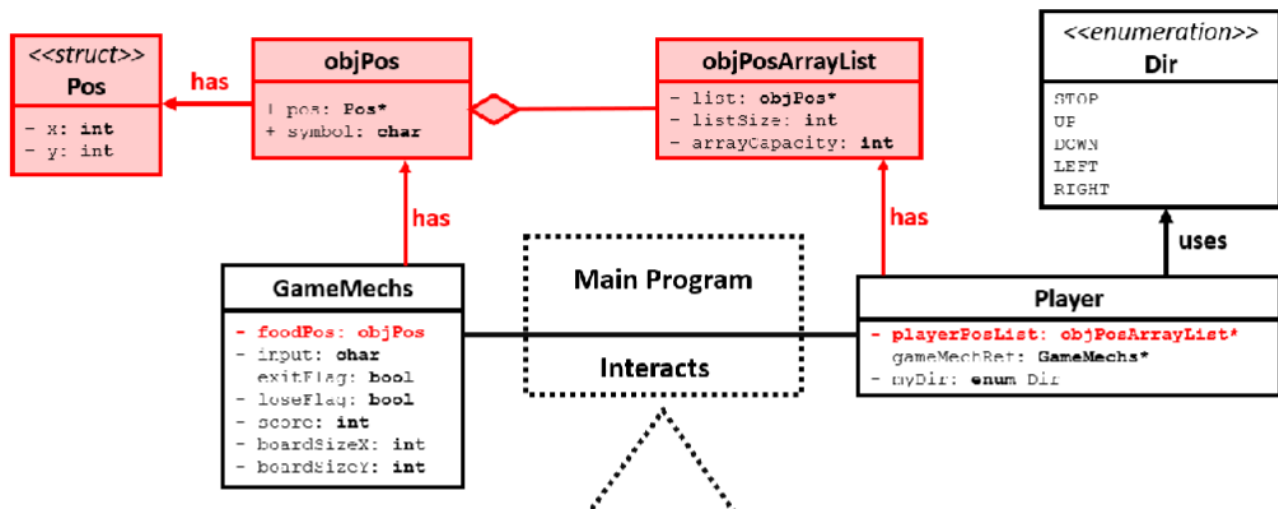 <<struct>>
Pos
- x: int
- y: int
has
objPos
+ pos: Pos*
+ symbol: char
objPosArrayList
- list: objPos*
- listSize: int
- arrayCapacity: int
<<enumeration>>
Dir
STOP
UP
DOWN
LEFT
RIGHT
has
has
uses
GameMechs
- foodPos: objPos
- input: char
exitFlag: bool
- loseFlag: bool
- score: int
- boardSizeX: int
- boardSizeY: int
Main Program
Interacts
Player
- playerPosList: objPosArrayList*
gameMechRef: GameMechs*
- myDir: enum Dir